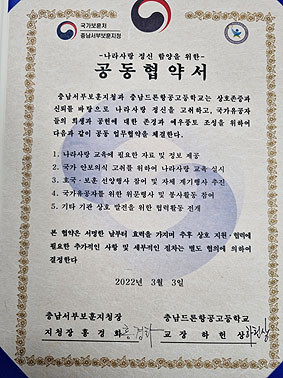 국가보훈처
충남서부보훈지청
-나라사랑 정신 함양을 위한-
공동협약서
충남서부보훈지청과 충남드론항공고등학교는 상호존중과
신뢰를 바탕으로 나라사랑 정신을 고취하고, 국가유공자
들의 희생과 공헌에 대한 존경과 예우풍토 조성을 위하여
다음과 같이 공동 업무협약을 체결한다.
1. 나라사랑 교육에 필요한 자료 및 정보 제공
2. 국가 안보의식 고취를 위하여 나라사랑 교육 실시
3. 호국·보훈 선양행사 참여 및 자체 계기행사 추진
4. 국가유공자를 위한 위문행사 및 봉사활동 참여
5. 기타 기관 상호 발전을 위한 협력활동 전개
본 협약은 서명한 날부터 효력을 가지며 추후 상호 지원·협력에
필요한 추가적인 사항 및 세부적인 절차는 별도 협의에 의하여
결정한다
2022년 3월 3일
충남서부보훈지청장 충남드론항공고등학교
지청장 홍경화 홍경화 교장 하헌상 하헌상